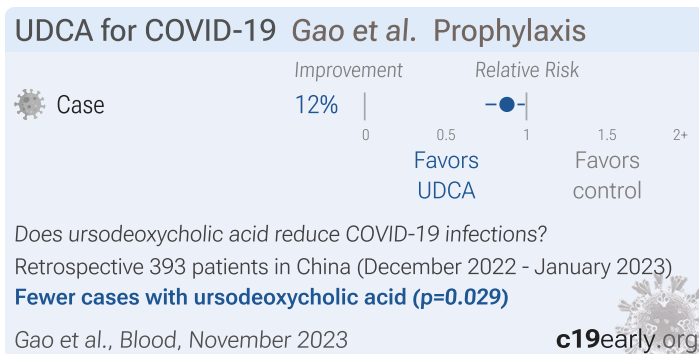 UDCA for COVID-19 Gao et al. Prophylaxis
Improvement Relative Risk
Case 12%
0 0.5 1 1.5 2+
Favors Favors
UDCA control
Does ursodeoxycholic acid reduce COVID-19 infections?
Retrospective 393 patients in China (December 2022 - January 2023)
Fewer cases with ursodeoxycholic acid (p=0.029)
Gao et al., Blood, November 2023 c19early.org